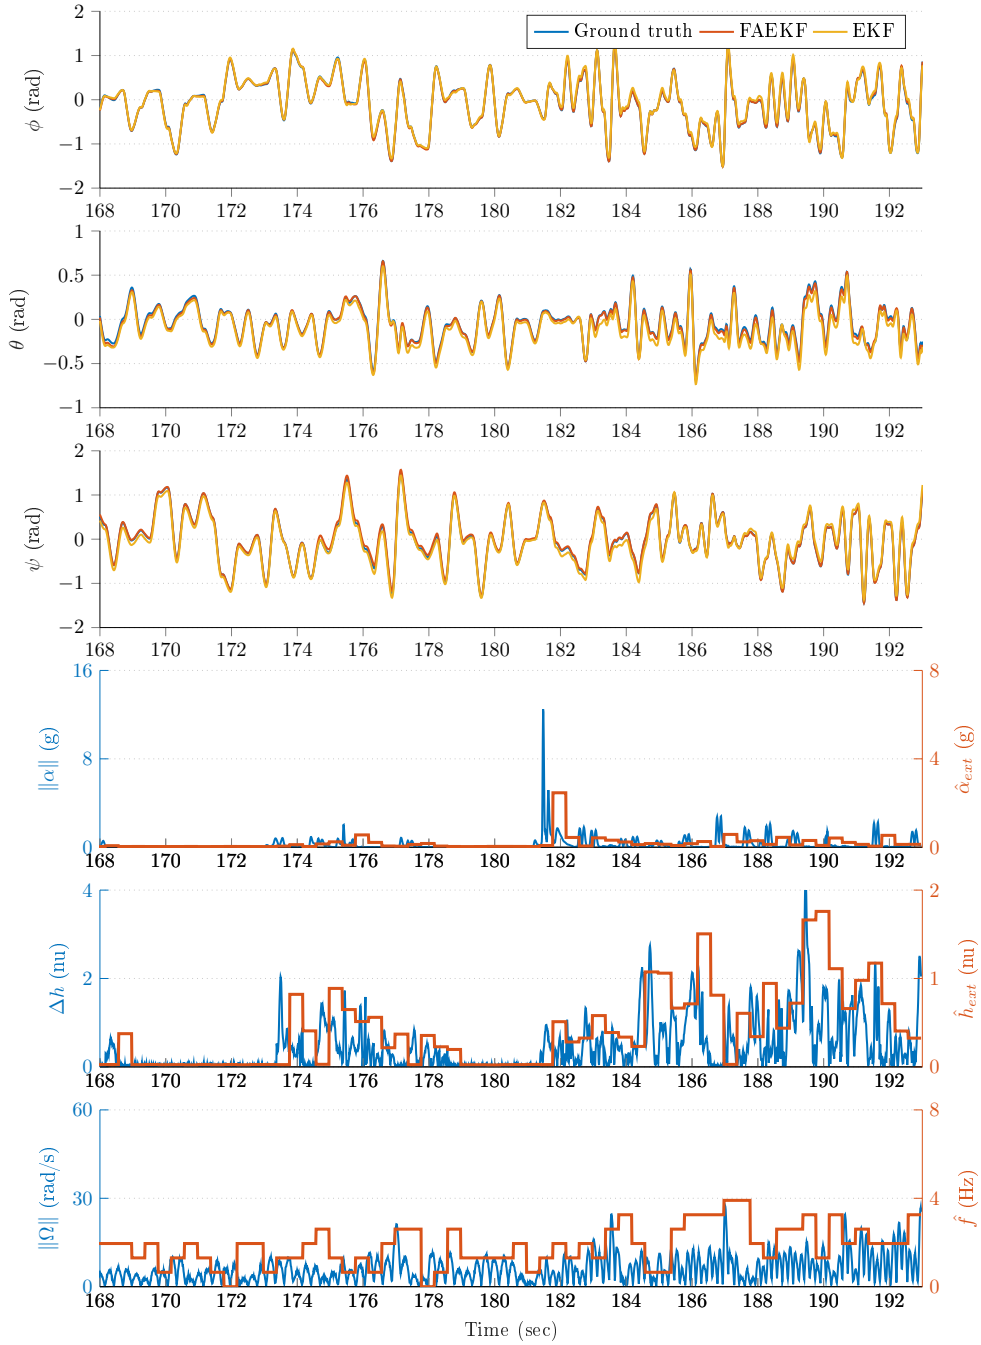 Ground truth FAEKF EKF
φ (rad)
2
1
0
−1
−2
168 170 172 174 176 178 180 182 184 186 188 190 192
θ (rad)
1
0.5
0
−0.5
−1
168 170 172 174 176 178 180 182 184 186 188 190 192
ψ (rad)
2
1
0
−1
−2
168 170 172 174 176 178 180 182 184 186 188 190 192
‖α‖ (g)
16
8
0
8
4
0
α̂ext (g)
168 170 172 174 176 178 180 182 184 186 188 190 192
Δh (nu)
4
2
0
2
1
0
ĥext (nu)
168 170 172 174 176 178 180 182 184 186 188 190 192
‖Ω‖ (rad/s)
60
30
0
8
4
0
f̂ (Hz)
168 170 172 174 176 178 180 182 184 186 188 190 192
Time (sec)